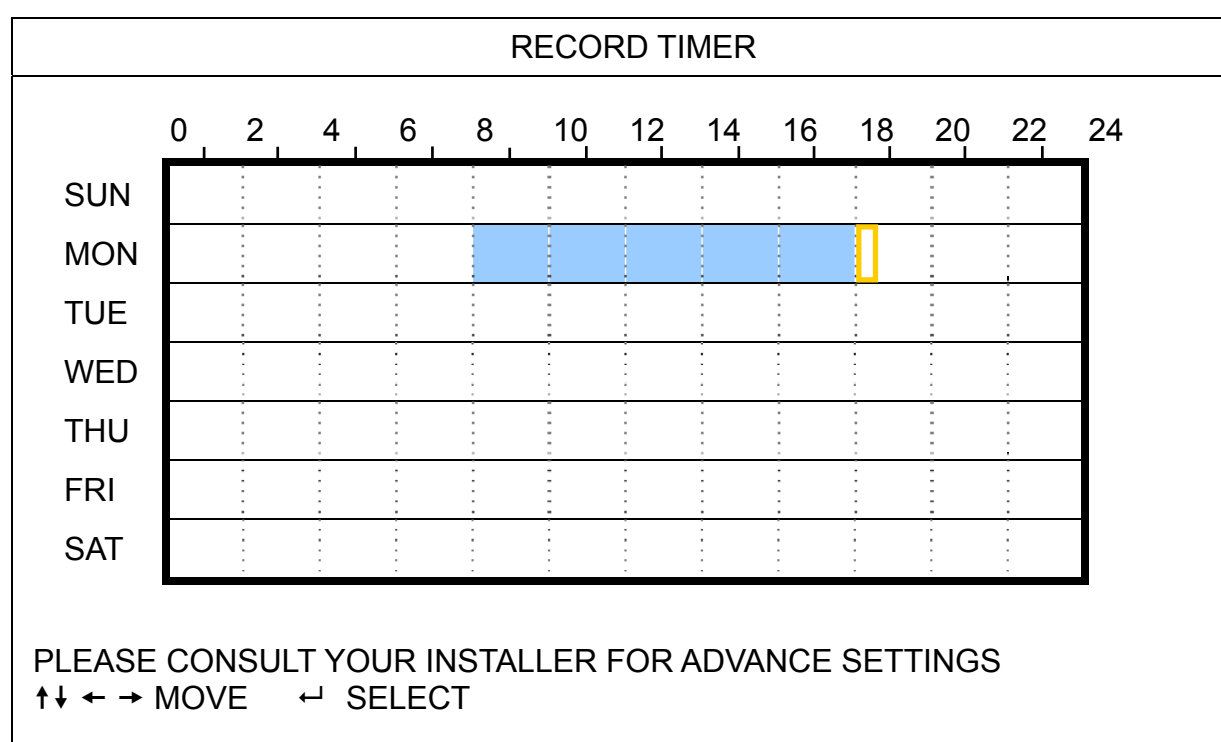 RECORD TIMER
0 2 4 6 8 10 12 14 16 18 20 22 24
SUN
MON
TUE
WED
THU
FRI
SAT
PLEASE CONSULT YOUR INSTALLER FOR ADVANCE SETTINGS
↑↓ ← → MOVE ↵ SELECT